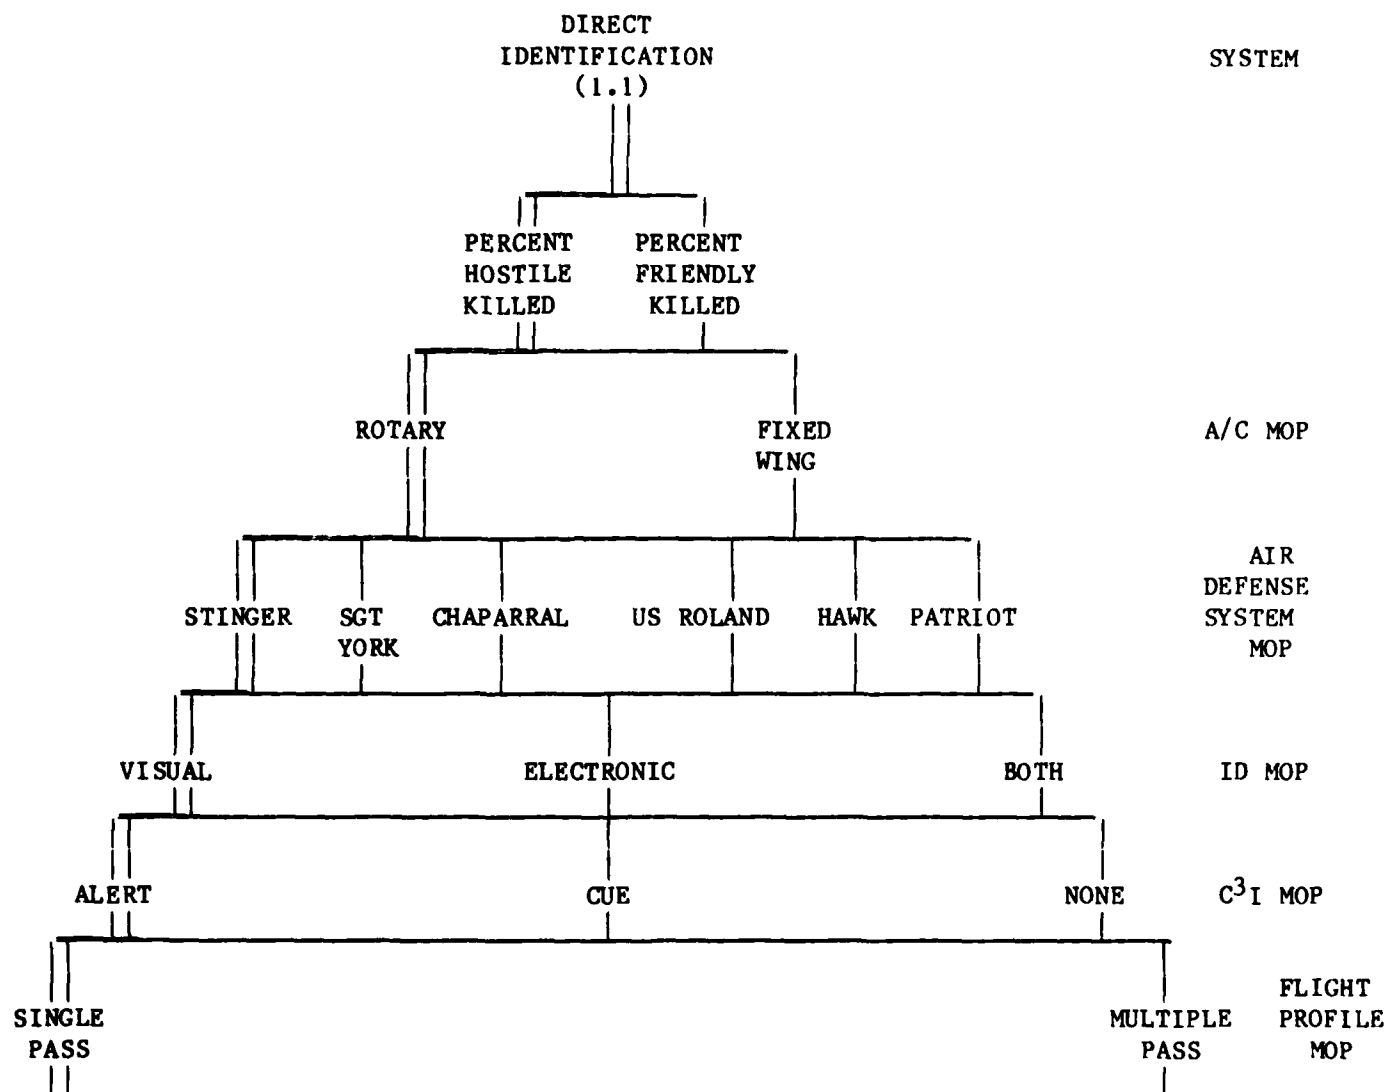 DIRECT
IDENTIFICATION
(1.1)
SYSTEM
PERCENT
HOSTILE
KILLED
PERCENT
FRIENDLY
KILLED
ROTARY
FIXED
WING
A/C MOP
STINGER
SGT
YORK
CHAPARRAL
US ROLAND
HAWK
PATRIOT
AIR
DEFENSE
SYSTEM
MOP
VISUAL
ELECTRONIC
BOTH
ID MOP
ALERT
CUE
NONE
C³I MOP
SINGLE
PASS
MULTIPLE
PASS
FLIGHT
PROFILE
MOP